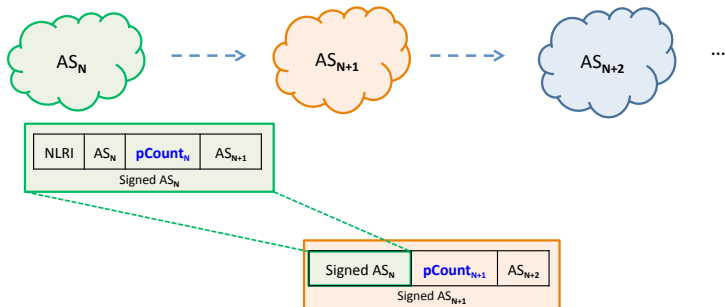 AS_N AS_N+1 AS_N+2 ...
NLRI AS_N pCount_N AS_N+1
Signed AS_N
Signed AS_N pCount_N+1 AS_N+2
Signed AS_N+1